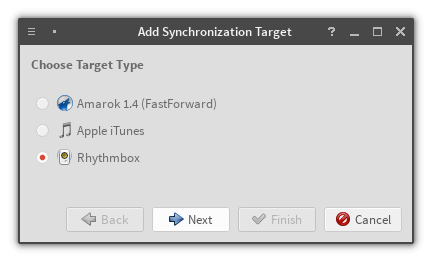 Add Synchronization Target ?
Choose Target Type
Amarok 1.4 (FastForward)
Apple iTunes
Rhythmbox
Back Next Finish Cancel